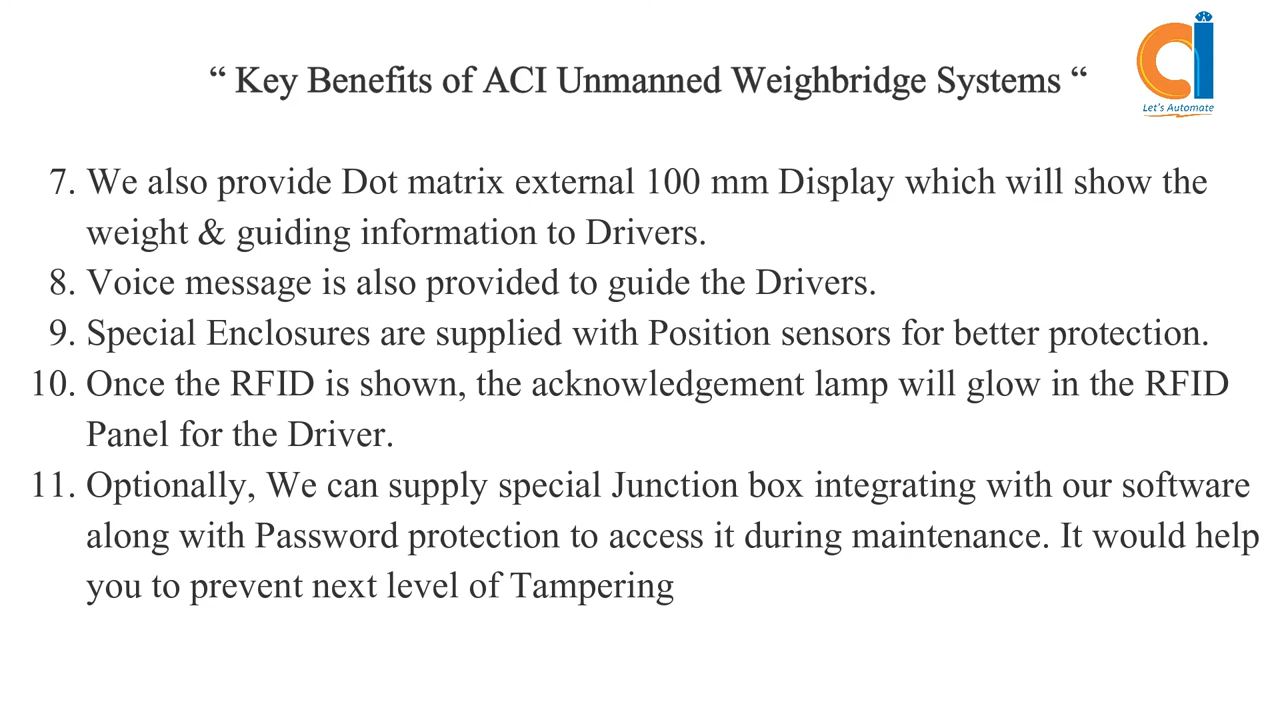 “ Key Benefits of ACI Unmanned Weighbridge Systems “
Let's Automate
7. We also provide Dot matrix external 100 mm Display which will show the
weight & guiding information to Drivers.
8. Voice message is also provided to guide the Drivers.
9. Special Enclosures are supplied with Position sensors for better protection.
10. Once the RFID is shown, the acknowledgement lamp will glow in the RFID
Panel for the Driver.
11. Optionally, We can supply special Junction box integrating with our software
along with Password protection to access it during maintenance. It would help
you to prevent next level of Tampering